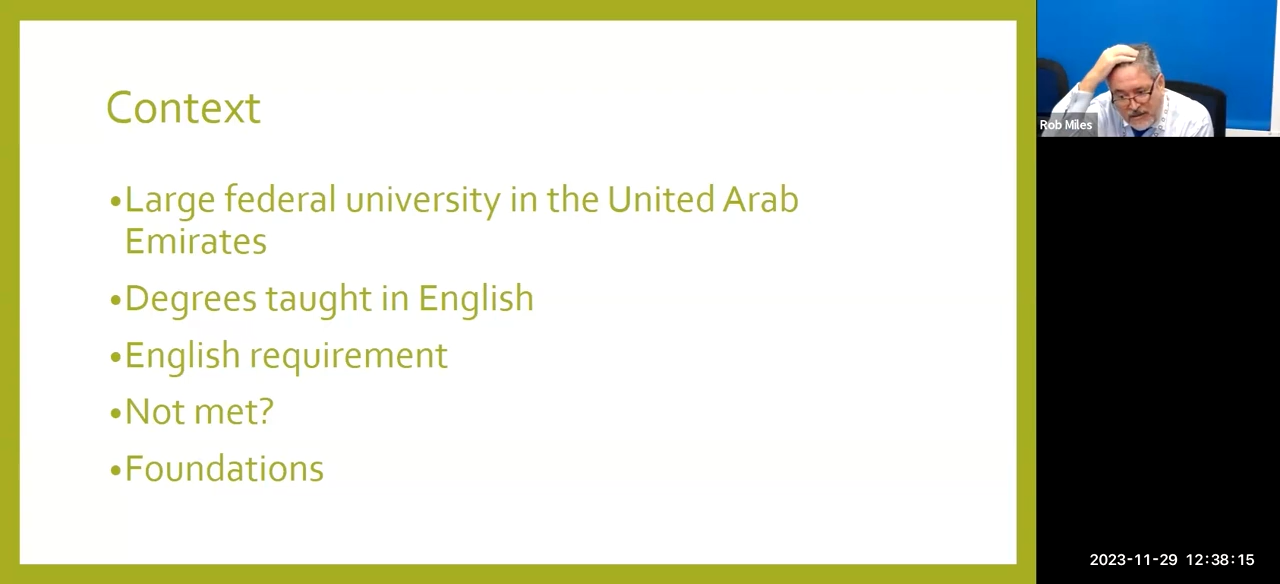 Context
•Large federal university in the United Arab
Emirates
•Degrees taught in English
•English requirement
•Not met?
•Foundations
Rob Miles
2023-11-29 12:38:15